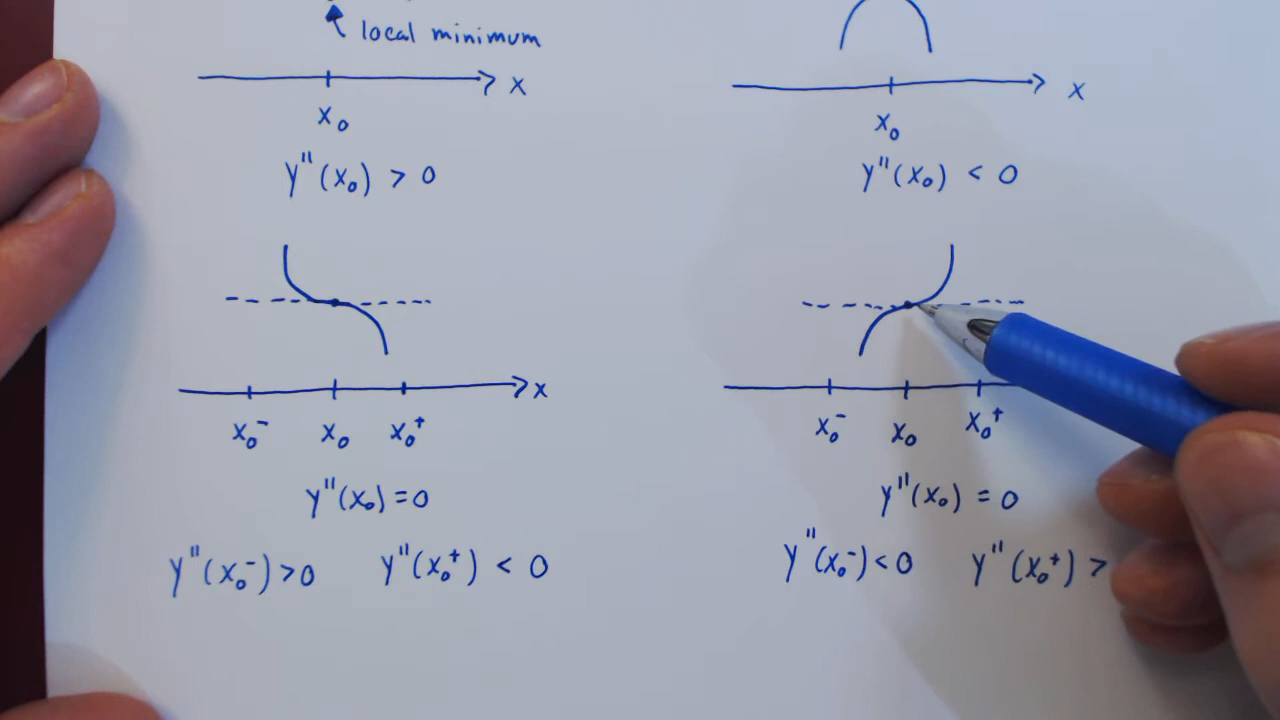 local minimum
x
x
x₀
x₀
y"(x₀) > 0
y"(x₀) < 0
x
x₀⁻ x₀ x₀⁺
x₀⁻ x₀ x₀⁺
y"(x₀) = 0
y"(x₀) = 0
y"(x₀⁻) > 0 y"(x₀⁺) < 0
y"(x₀⁻) < 0 y"(x₀⁺) >